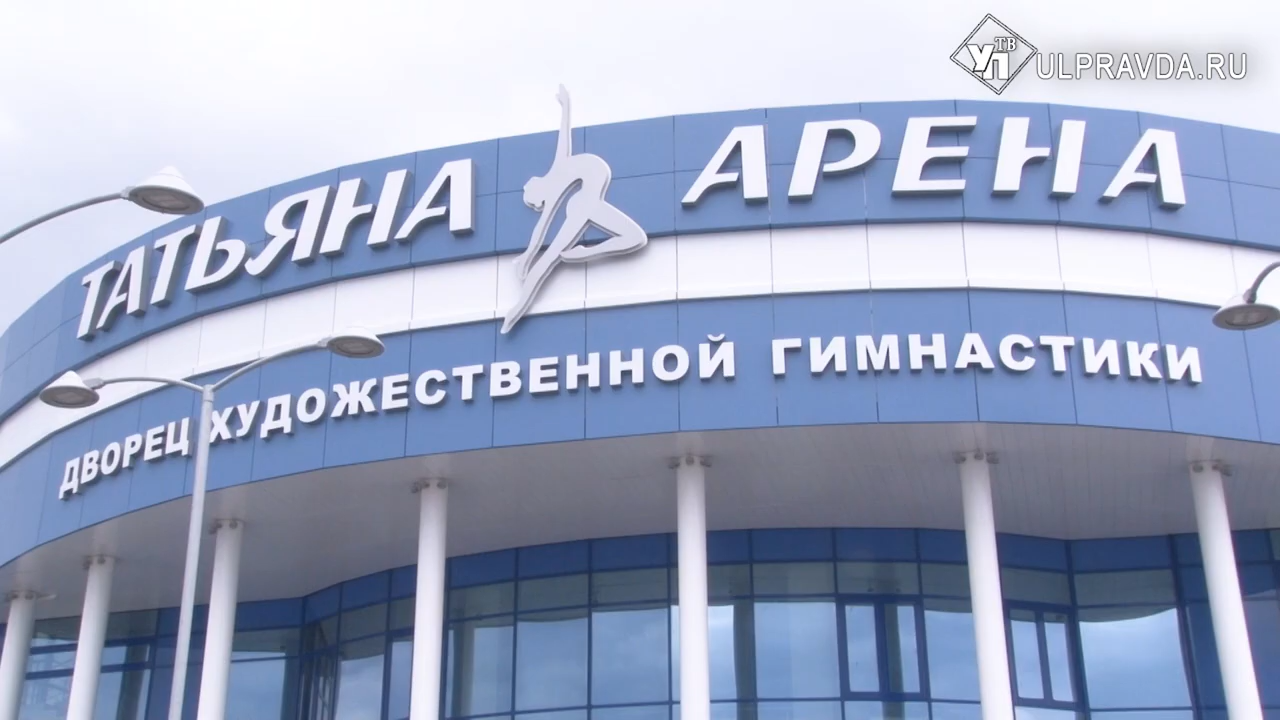 УП ТВ ULPRAVDA.RU
ТАТЬЯНА АРЕНА
ДВОРЕЦ ХУДОЖЕСТВЕННОЙ ГИМНАСТИКИ